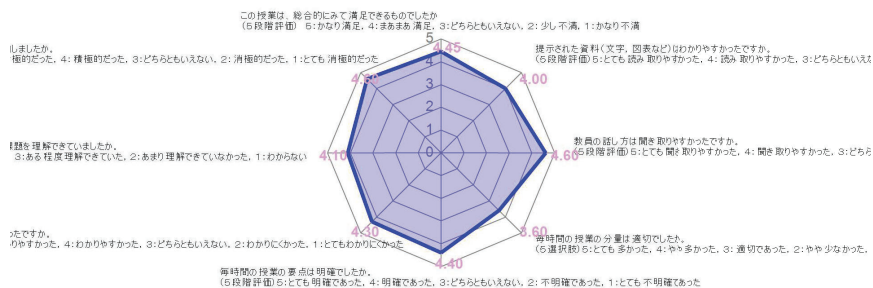 この授業は、総合的にみて満足できるものでしたか
(5段階評価) 5:かなり満足, 4:まあまあ満足, 3:どちらともいえない, 2:少し不満, 1:かなり不満
4.45
5
提示された資料(文字, 図表など)はわかりやすかったですか。
(5段階評価)5:とても読み取りやすかった, 4:読み取りやすかった, 3:どちらともいえな
4.00
しましたか。
極的だった, 4:積極的だった, 3:どちらともいえない, 2:消極的だった, 1:とても消極的だった
4
3
2
1
0
題を理解できていましたか。
3:ある程度理解できていた, 2:あまり理解できていなかった, 1:わからない
4.10
教員の話し方は聞き取りやすかったですか。
(5段階評価)5:とても聞き取りやすかった, 4:聞き取りやすかった, 3:どちら
4.60
ったですか。
りやすかった, 4:わかりやすかった, 3:どちらともいえない, 2:わかりにくかった, 1:とてもわかりにくかった
4.30
3.60
毎時間の授業の分量は適切でしたか。
(5選択肢)5:とても多かった, 4:やや多かった, 3:適切であった, 2:やや少なかった,
4.40
毎時間の授業の要点は明確でしたか。
(5段階評価)5:とても明確であった, 4:明確であった, 3:どちらともいえない, 2:不明確であった, 1:とても不明確であった